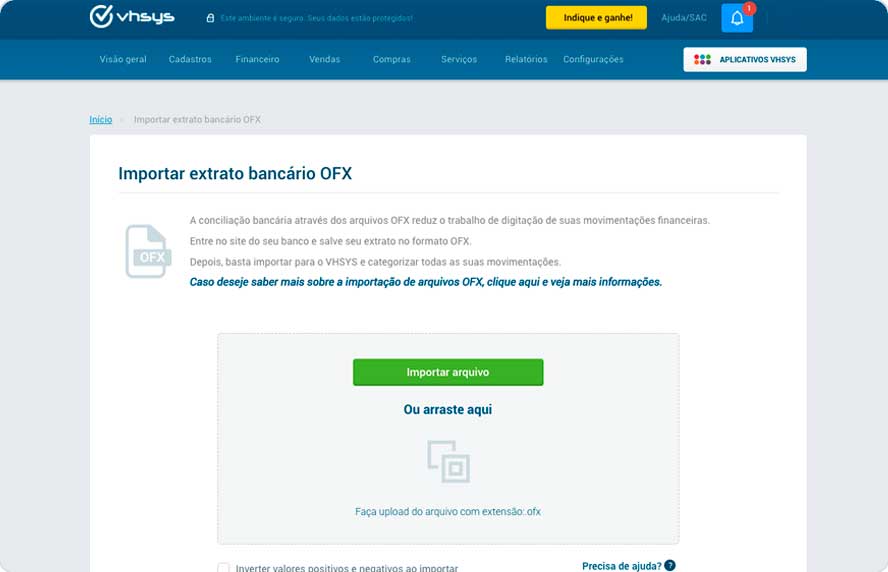 vhsys
Este ambiente é seguro. Seus dados estão protegidos!
Indique e ganhe!
Ajuda/SAC
1
Visão geral
Cadastros
Financeiro
Vendas
Compras
Serviços
Relatórios
Configurações
APLICATIVOS VHSYS
Início
Importar extrato bancário OFX
Importar extrato bancário OFX
OFX
A conciliação bancária através dos arquivos OFX reduz o trabalho de digitação de suas movimentações financeiras.
Entre no site do seu banco e salve seu extrato no formato OFX.
Depois, basta importar para o VHSYS e categorizar todas as suas movimentações.
Caso deseje saber mais sobre a importação de arquivos OFX, clique aqui e veja mais informações.
Importar arquivo
Ou arraste aqui
Faça upload do arquivo com extensão:.ofx
Inverter valores positivos e negativos ao importar
Precisa de ajuda? ?